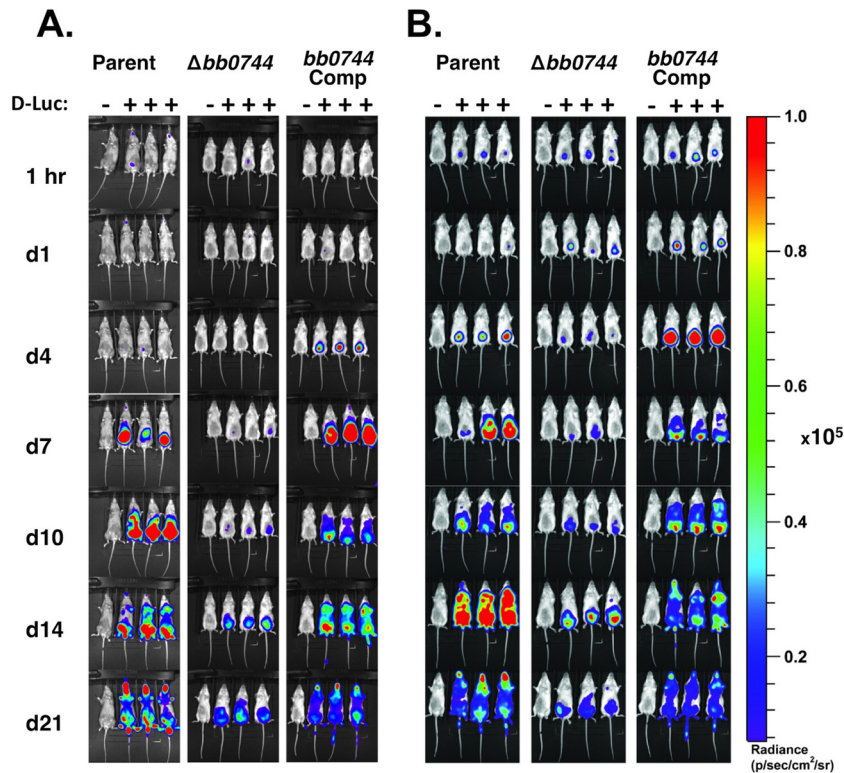 A.
B.
Parent Δbb0744 bb0744 Comp
Parent Δbb0744 bb0744 Comp
D-Luc: - + + + - + + + - + + +
- + + + - + + + - + + +
1 hr
d1
d4
d7
d10
d14
d21
1.0
0.8
0.6
x10⁵
0.4
0.2
Radiance
(p/sec/cm²/sr)